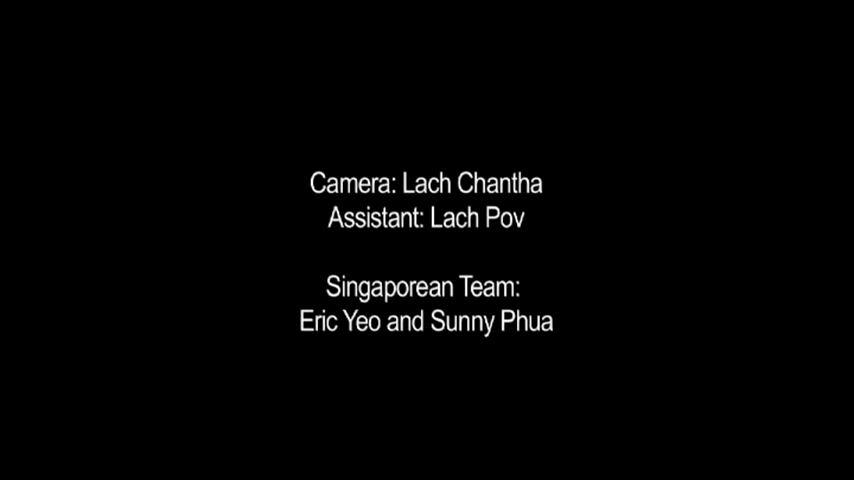 Camera: Lach Chantha
Assistant: Lach Pov
Singaporean Team:
Eric Yeo and Sunny Phua